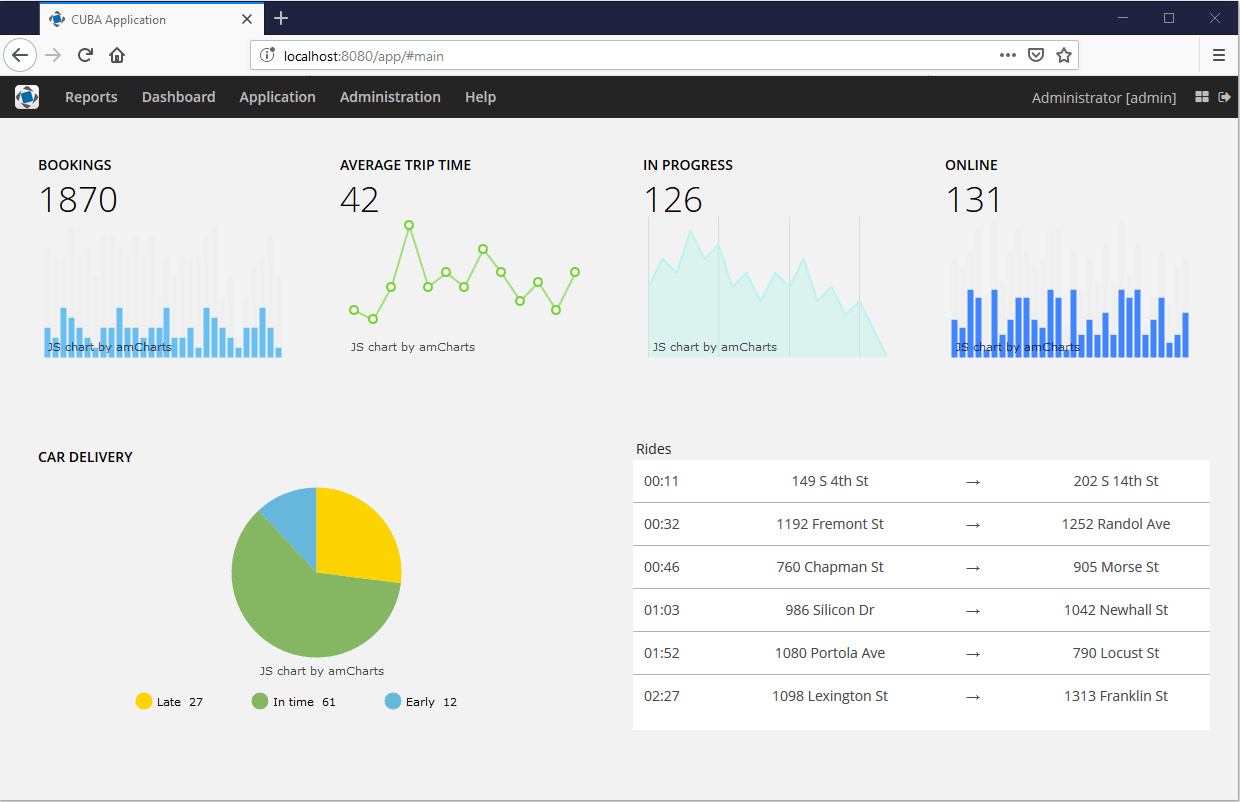 CUBA Application
localhost:8080/app/#main
Reports Dashboard Application Administration Help Administrator [admin]
BOOKINGS
1870
JS chart by amCharts
AVERAGE TRIP TIME
42
JS chart by amCharts
IN PROGRESS
126
JS chart by amCharts
ONLINE
131
JS chart by amCharts
CAR DELIVERY
JS chart by amCharts
Late 27 In time 61 Early 12
Rides
00:11 149 S 4th St → 202 S 14th St
00:32 1192 Fremont St → 1252 Randol Ave
00:46 760 Chapman St → 905 Morse St
01:03 986 Silicon Dr → 1042 Newhall St
01:52 1080 Portola Ave → 790 Locust St
02:27 1098 Lexington St → 1313 Franklin St